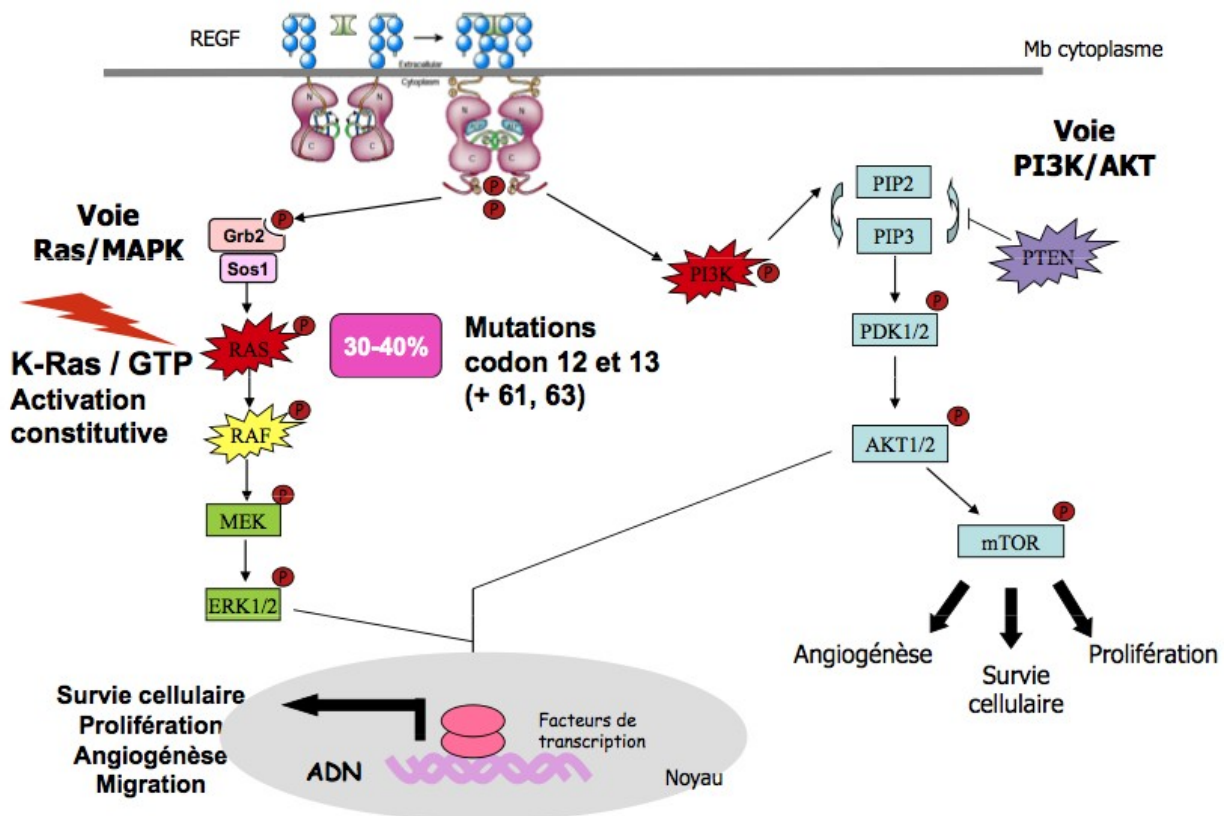 REGF
Mb cytoplasme
Extracellular
Cytoplasm
N
N
C
C
N
N
C
C
P
P
Voie
PI3K/AKT
Voie
Ras/MAPK
P
Grb2
Sos1
PIP2
PIP3
PI3K
P
PTEN
P
RAS
30-40%
Mutations
codon 12 et 13
(+ 61, 63)
K-Ras / GTP
Activation
constitutive
P
PDK1/2
P
RAF
P
AKT1/2
P
MEK
P
mTOR
P
ERK1/2
Angiogénèse
Survie
cellulaire
Prolifération
Survie cellulaire
Prolifération
Angiogénèse
Migration
Facteurs de
transcription
ADN
Noyau